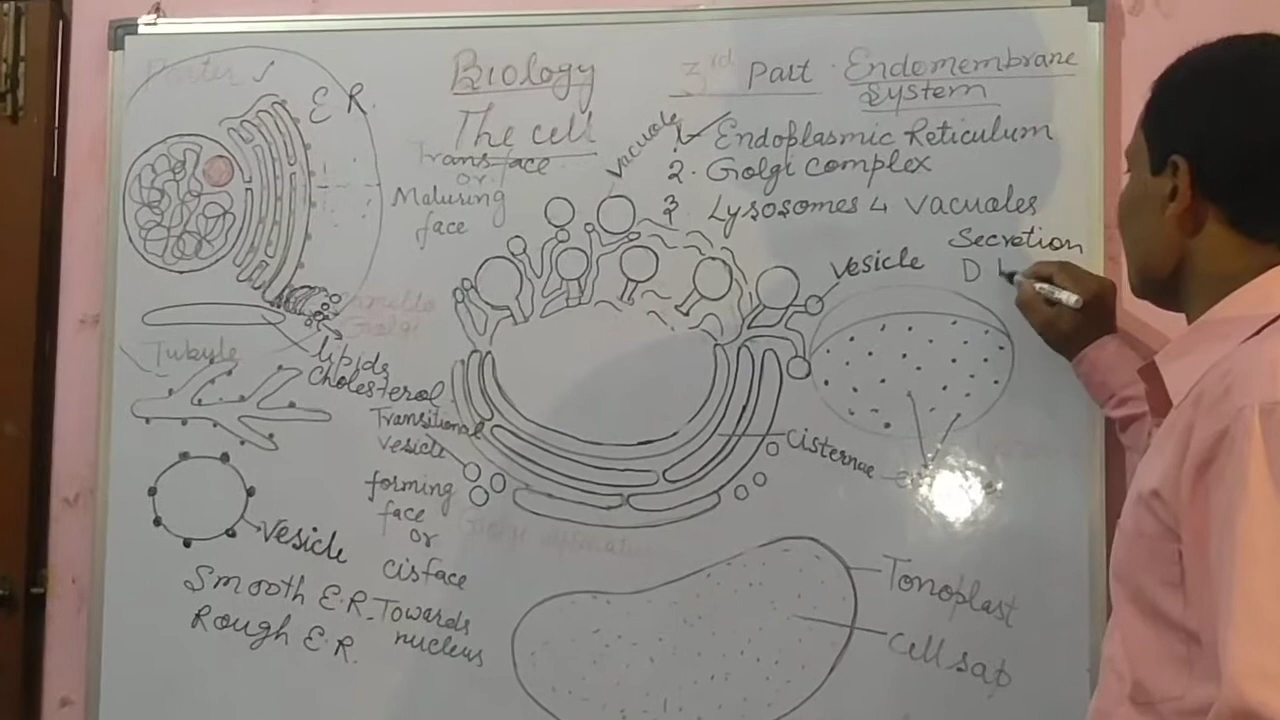 Biology
The cell
3rd Part. Endomembrane
System
1. Endoplasmic Reticulum
2. Golgi complex
3 Lysosomes 4 Vacuoles
Secretion
D
E R.
Trans face
or
Maturing
face
Vacuole
Vesicle
Tubule
lipids
Cholesterol
Transitional
Vesicle
Cisternae
forming
face
or
cisface
Vesicle
Smooth E.R. Towards
nucleus
Rough E.R.
Tonoplast
Cell sap